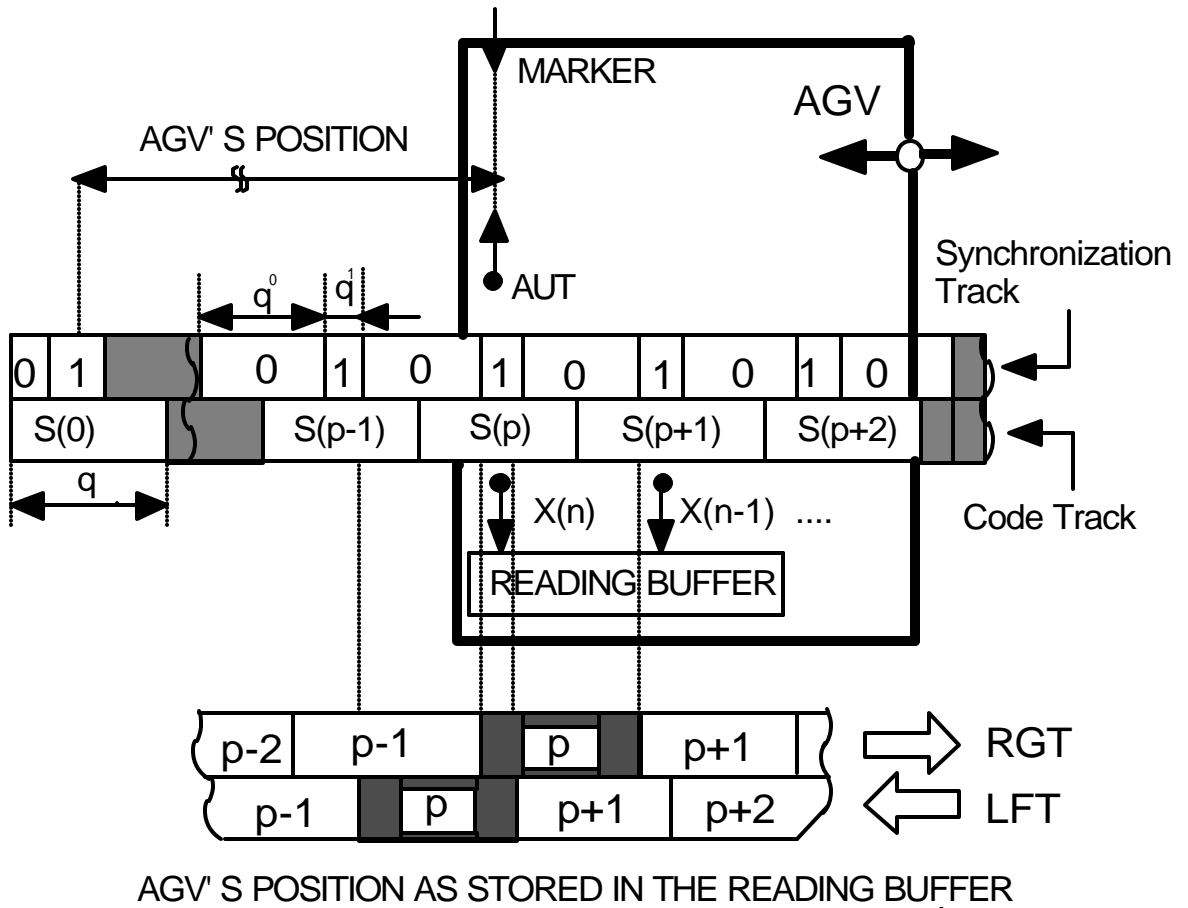 MARKER
AGV
AGV' S POSITION
AUT
Synchronization
Track
q⁰ q¹
0 1 0 1 0 1 0 1 0 1 0
S(0) S(p-1) S(p) S(p+1) S(p+2)
q
X(n) X(n-1) ....
Code Track
READING BUFFER
p-2 p-1 p p+1 RGT
p-1 p p+1 p+2 LFT
AGV' S POSITION AS STORED IN THE READING BUFFER